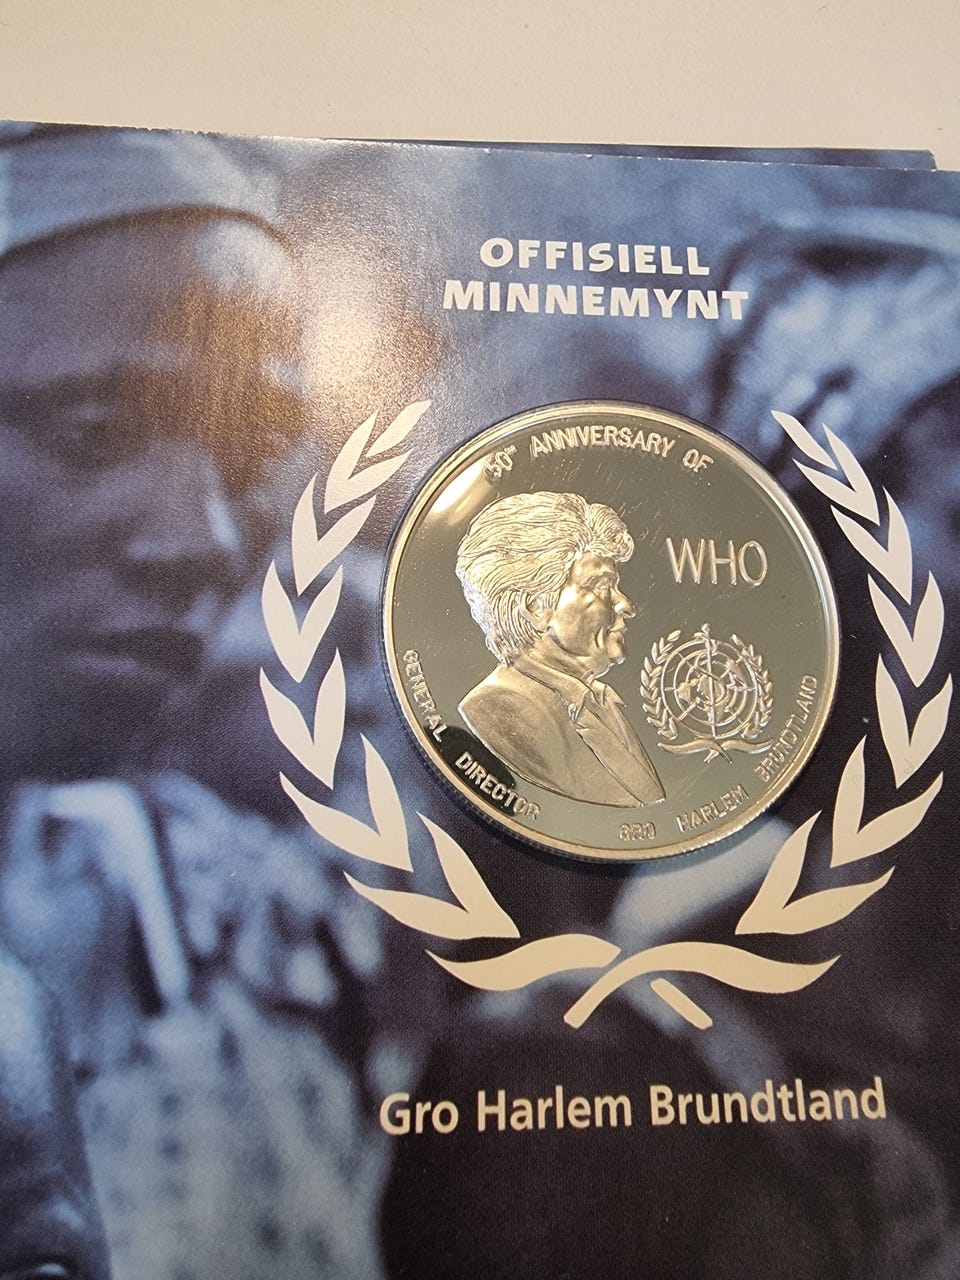 OFFISIELL
MINNEMYNT
50TH ANNIVERSARY OF
WHO
GENERAL DIRECTOR GRO HARLEM BRUNDTLAND
Gro Harlem Brundtland